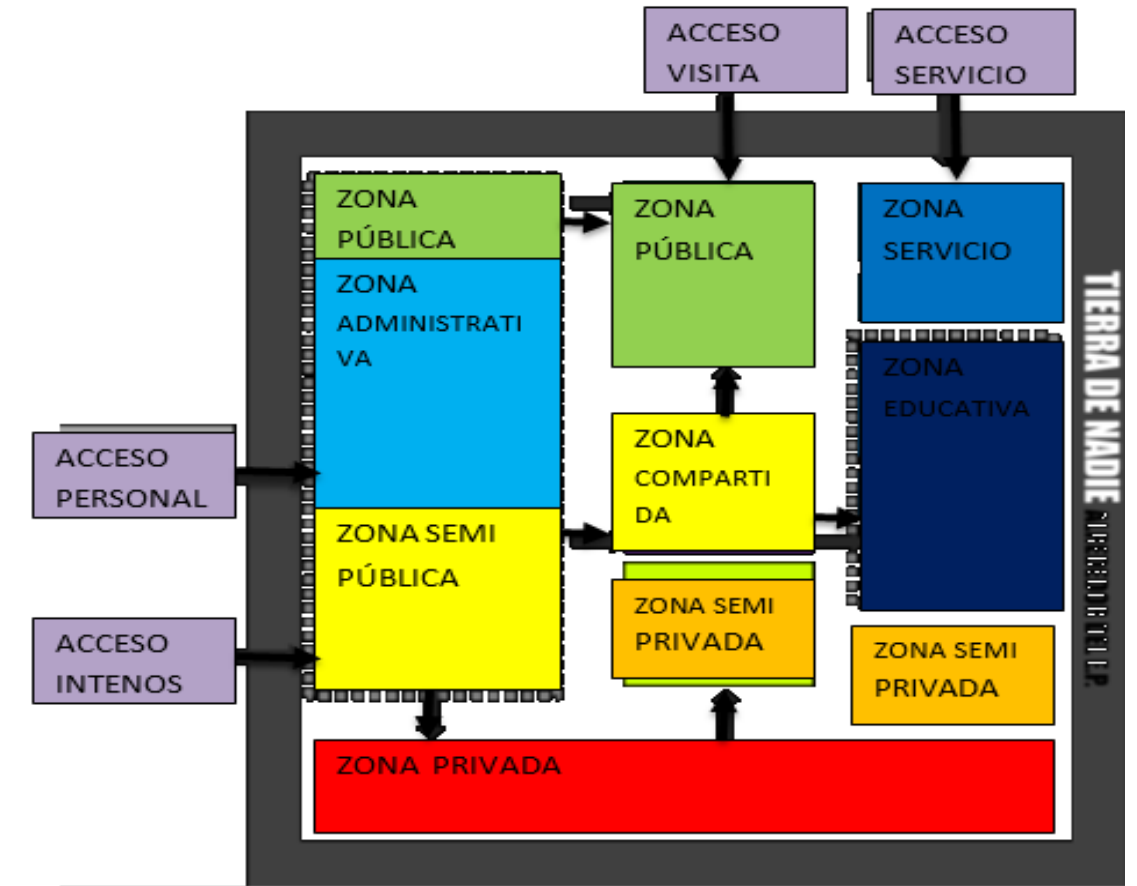 ACCESO
VISITA
ACCESO
SERVICIO
ZONA
PÚBLICA
ZONA
PÚBLICA
ZONA
SERVICIO
ZONA
ADMINISTRATI
VA
ZONA
EDUCATIVA
TIERRA DE NADIE
ZONA
COMPARTI
DA
ACCESO
PERSONAL
ZONA SEMI
PÚBLICA
ZONA SEMI
PRIVADA
ACCESO
INTENOS
ZONA SEMI
PRIVADA
ZONA PRIVADA